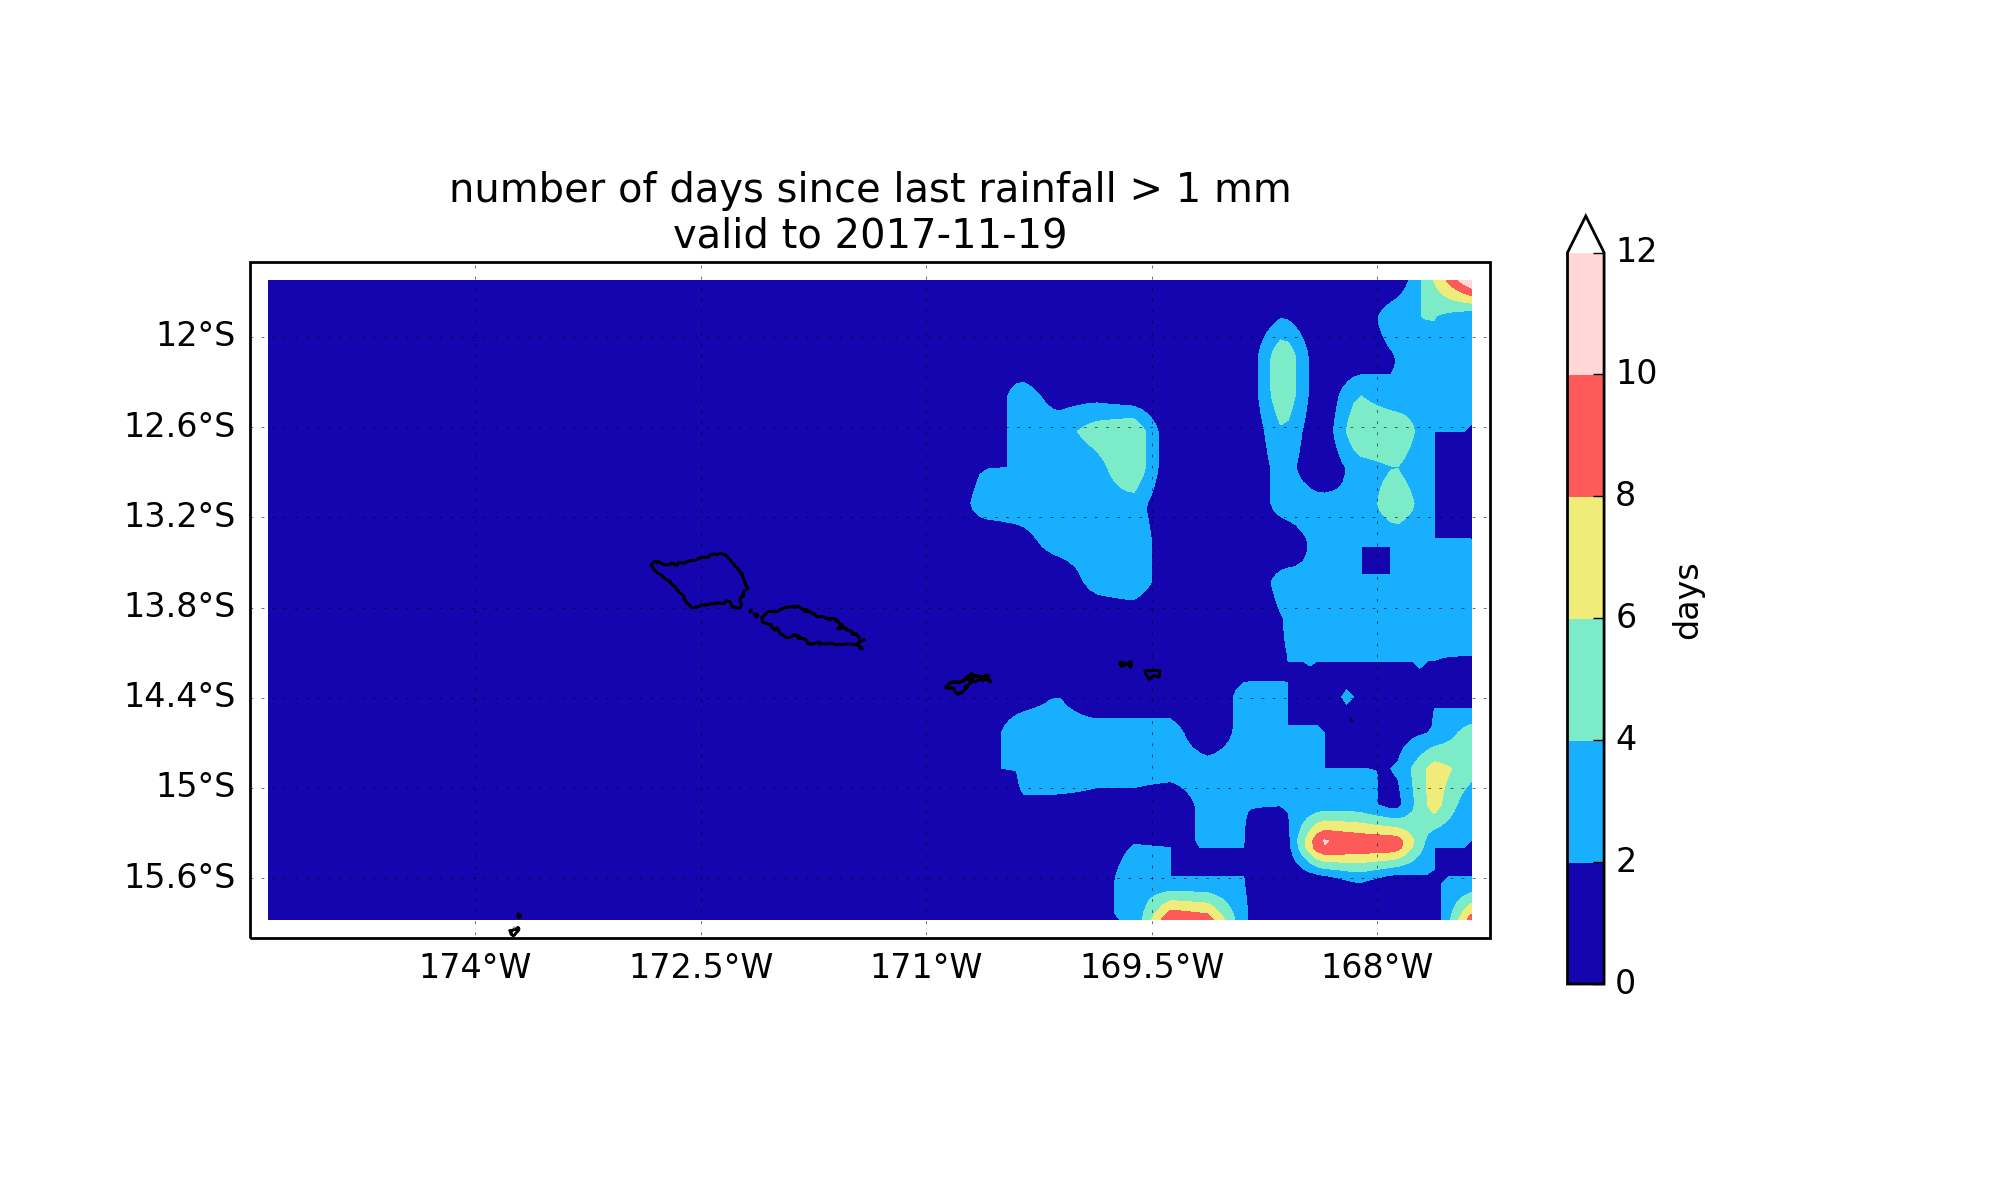 number of days since last rainfall > 1 mm
valid to 2017-11-19
12°S
12.6°S
13.2°S
13.8°S
14.4°S
15°S
15.6°S
174°W
172.5°W
171°W
169.5°W
168°W
12
10
8
6
4
2
0
days